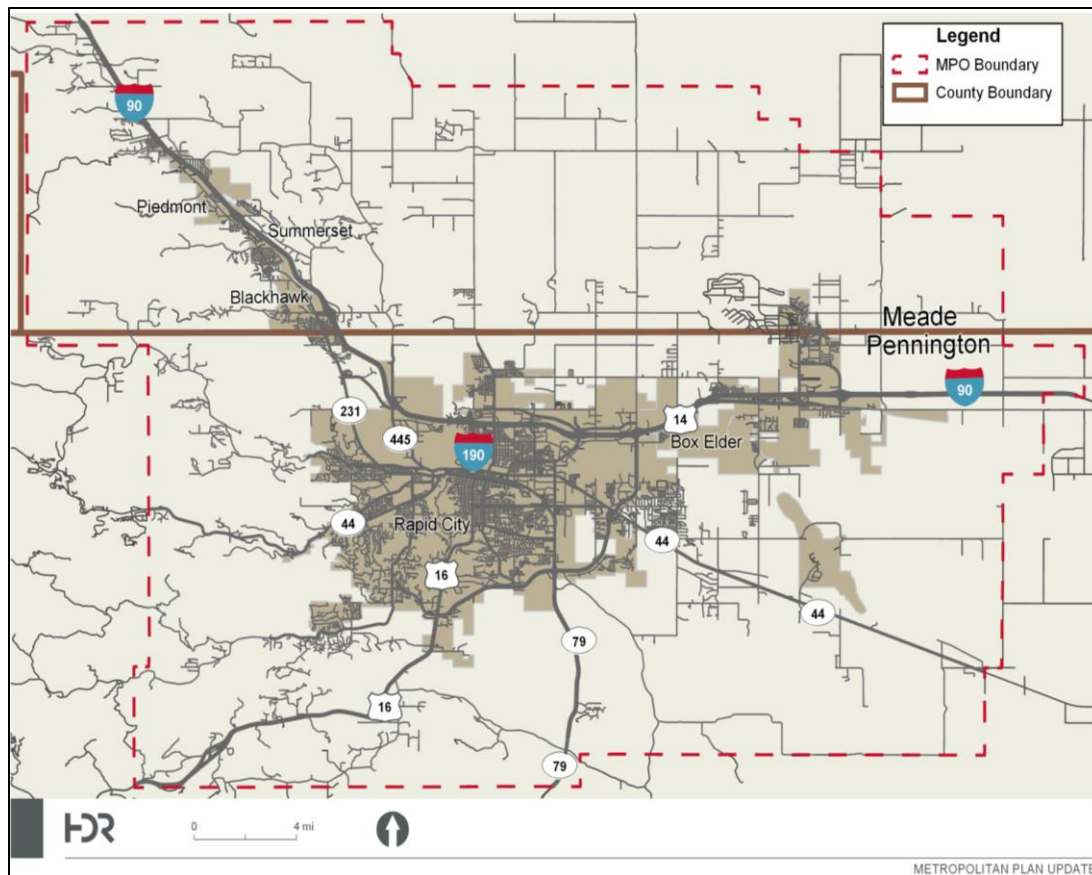 Legend
MPO Boundary
County Boundary
90
Piedmont
Summerset
Blackhawk
Meade
Pennington
90
231
14
445
Box Elder
190
44
Rapid City
44
16
44
79
16
79
HDR
0 4 mi
METROPOLITAN PLAN UPDATE